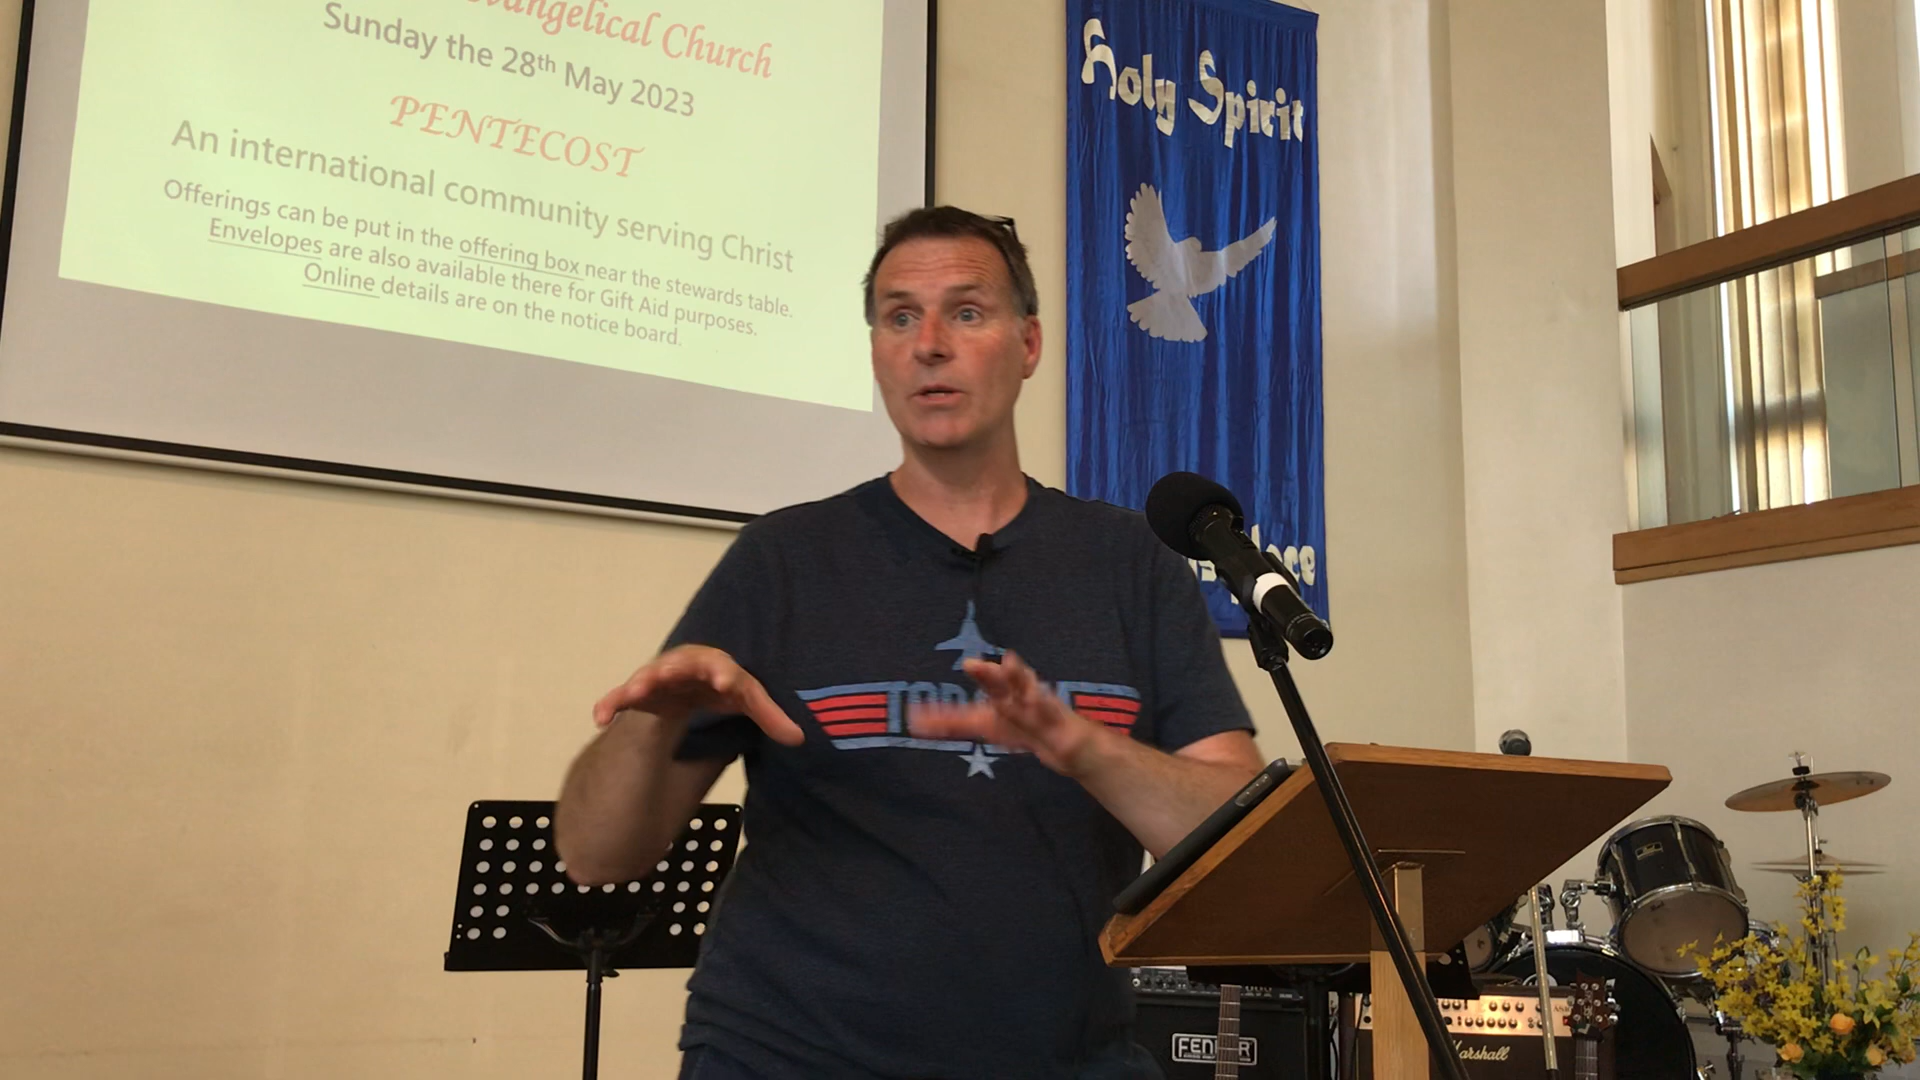 Evangelical Church
Sunday the 28th May 2023
PENTECOST
An international community serving Christ
Offerings can be put in the offering box near the stewards table.
Envelopes are also available there for Gift Aid purposes.
Online details are on the notice board.
Holy Spirit
FENDER
Marshall